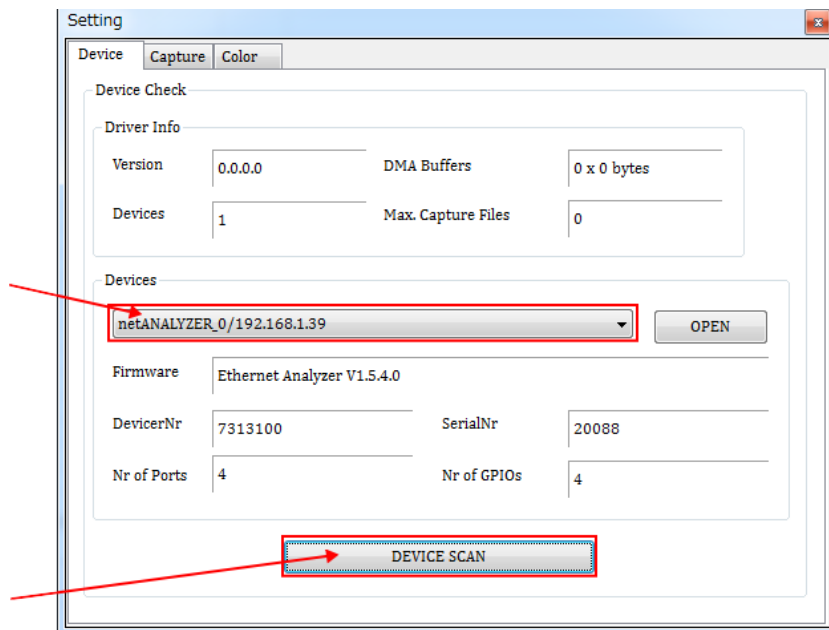 Setting
x
Device Capture Color
Device Check
Driver Info
Version 0.0.0.0 DMA Buffers 0 x 0 bytes
Devices 1 Max. Capture Files 0
Devices
netANALYZER_0/192.168.1.39 OPEN
Firmware Ethernet Analyzer V1.5.4.0
DevicerNr 7313100 SerialNr 20088
Nr of Ports 4 Nr of GPIOs 4
DEVICE SCAN